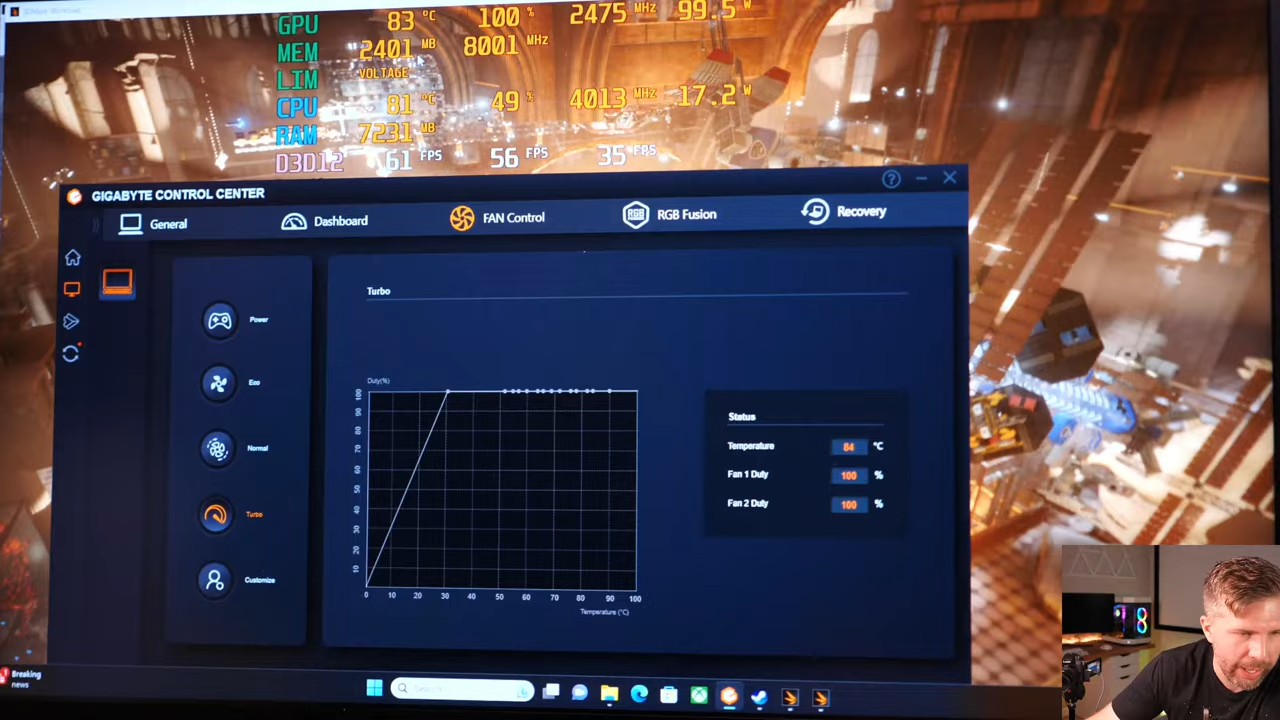 GPU 83 °C 100 % 2475 MHz 99.5 W
MEM 2401 MB 8001 MHz
LIM VOLTAGE
CPU 81 °C 49 % 4013 MHz 17.2 W
RAM 7231 MB
D3D12 61 FPS 56 FPS 35 FPS
GIGABYTE CONTROL CENTER
General Dashboard RGB FAN Control RGB Fusion Recovery
Turbo
Power
Eco
Normal
Turbo
Customize
Duty(%)
100
90
80
70
60
50
40
30
20
10
0 10 20 30 40 50 60 70 80 90 100
Temperature (°C)
Status
Temperature 84 °C
Fan 1 Duty 100 %
Fan 2 Duty 100 %
Breaking
news
Search